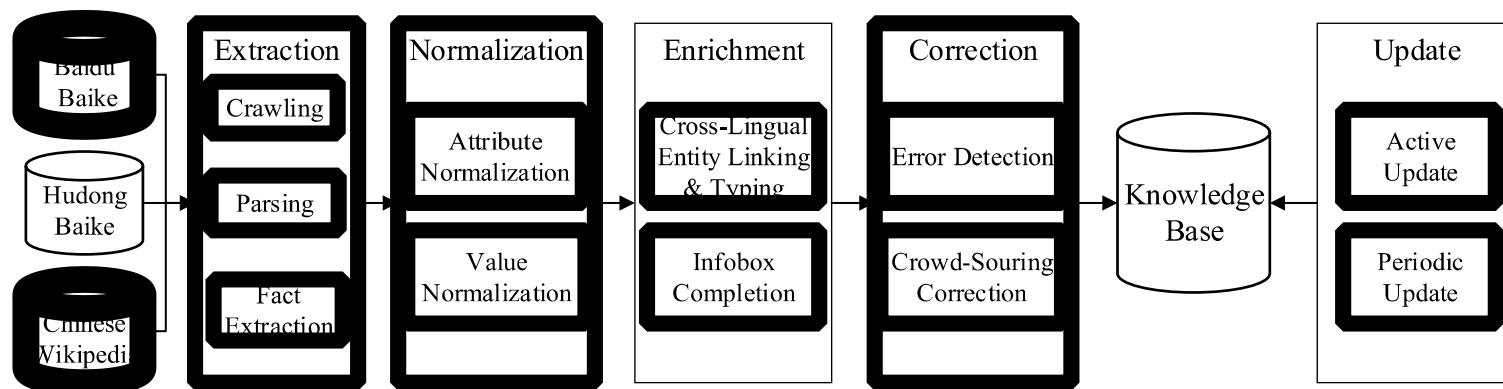 Baidu
Baike
Hudong
Baike
Chinese
Wikipedia
Extraction
Crawling
Parsing
Fact
Extraction
Normalization
Attribute
Normalization
Value
Normalization
Enrichment
Cross-Lingual
Entity Linking
& Typing
Infobox
Completion
Correction
Error Detection
Crowd-Souring
Correction
Knowledge
Base
Update
Active
Update
Periodic
Update